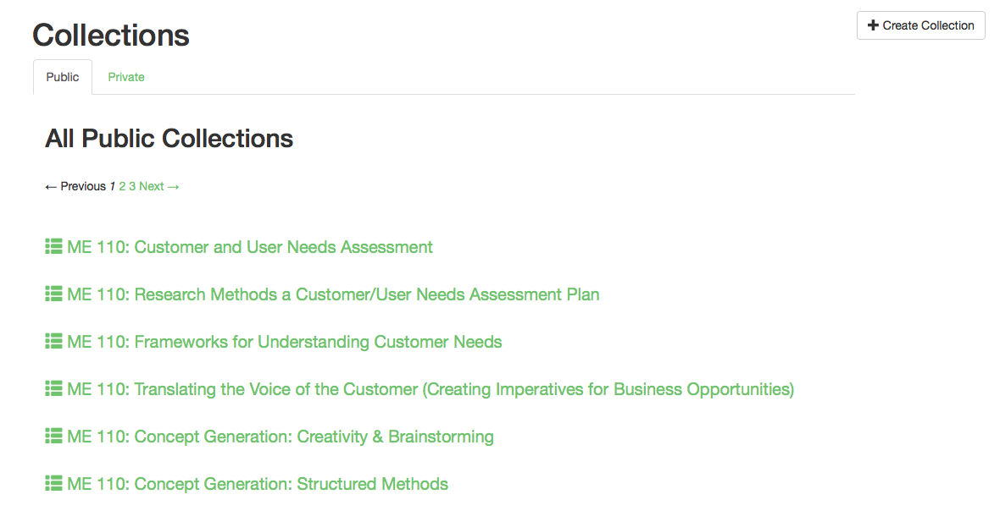 Collections
Create Collection
Public
Private
All Public Collections
← Previous 1 2 3 Next →
ME 110: Customer and User Needs Assessment
ME 110: Research Methods a Customer/User Needs Assessment Plan
ME 110: Frameworks for Understanding Customer Needs
ME 110: Translating the Voice of the Customer (Creating Imperatives for Business Opportunities)
ME 110: Concept Generation: Creativity & Brainstorming
ME 110: Concept Generation: Structured Methods